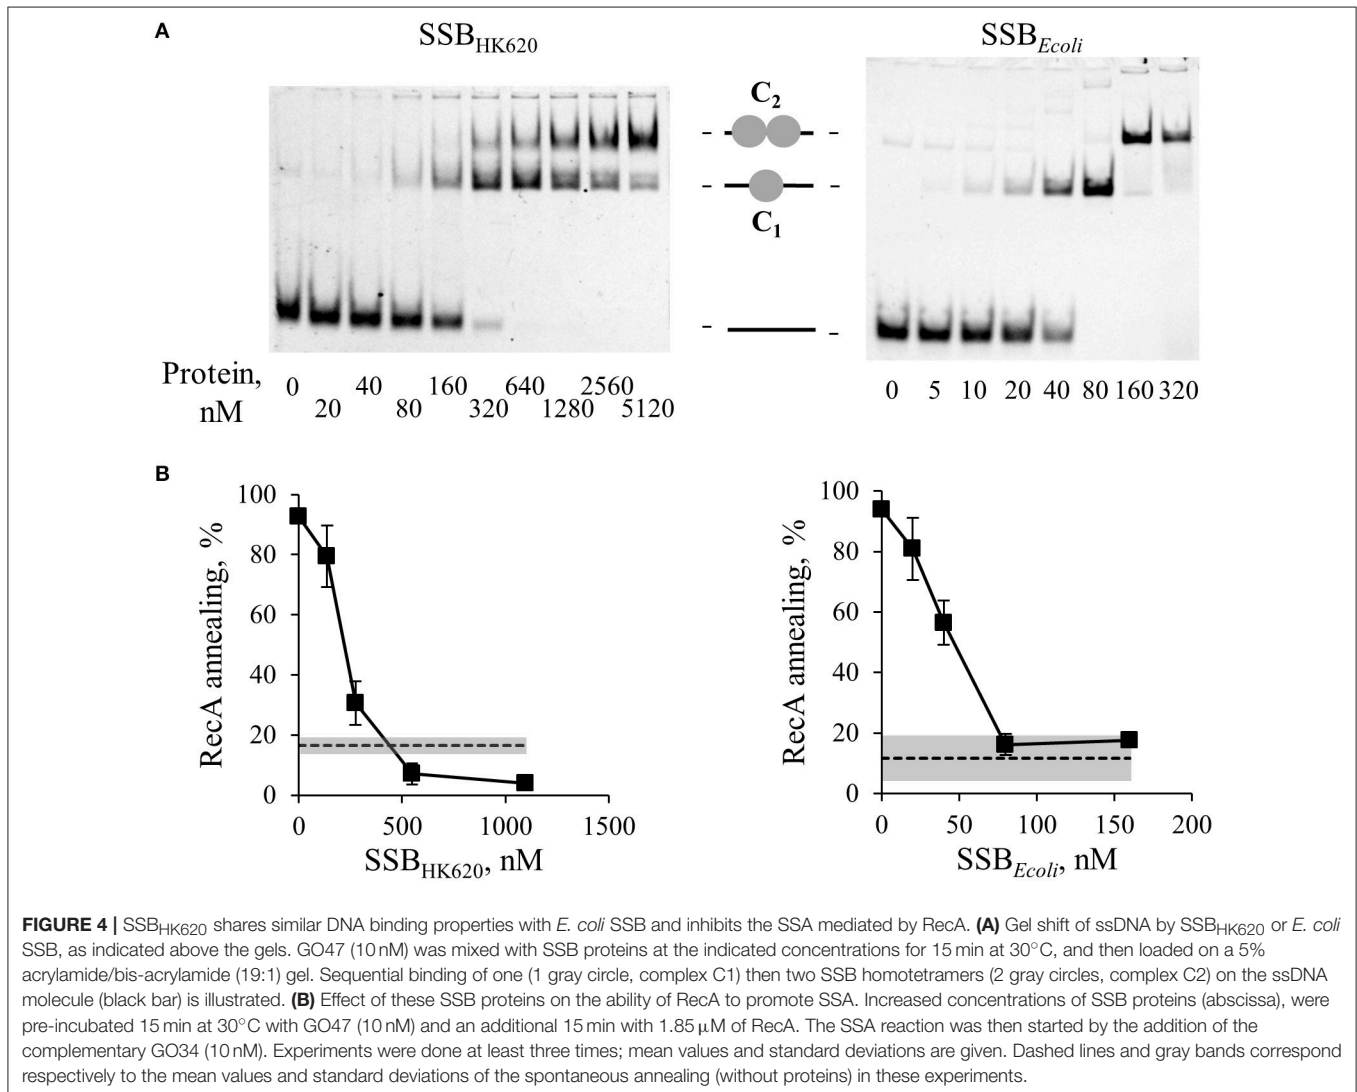 A
SSBHK620
SSBEcoli
C2
C1
Protein, nM
0 20 40 80 160 320 640 1280 2560 5120
0 5 10 20 40 80 160 320
B
RecA annealing, %
100
80
60
40
20
0
0 500 1000 1500
SSBHK620, nM
RecA annealing, %
100
80
60
40
20
0
0 50 100 150 200
SSBEcoli, nM
FIGURE 4 | SSBHK620 shares similar DNA binding properties with E. coli SSB and inhibits the SSA mediated by RecA. (A) Gel shift of ssDNA by SSBHK620 or E. coli
SSB, as indicated above the gels. GO47 (10 nM) was mixed with SSB proteins at the indicated concentrations for 15 min at 30°C, and then loaded on a 5%
acrylamide/bis-acrylamide (19:1) gel. Sequential binding of one (1 gray circle, complex C1) then two SSB homotetramers (2 gray circles, complex C2) on the ssDNA
molecule (black bar) is illustrated. (B) Effect of these SSB proteins on the ability of RecA to promote SSA. Increased concentrations of SSB proteins (abscissa), were
pre-incubated 15 min at 30°C with GO47 (10 nM) and an additional 15 min with 1.85 μM of RecA. The SSA reaction was then started by the addition of the
complementary GO34 (10 nM). Experiments were done at least three times; mean values and standard deviations are given. Dashed lines and gray bands correspond
respectively to the mean values and standard deviations of the spontaneous annealing (without proteins) in these experiments.